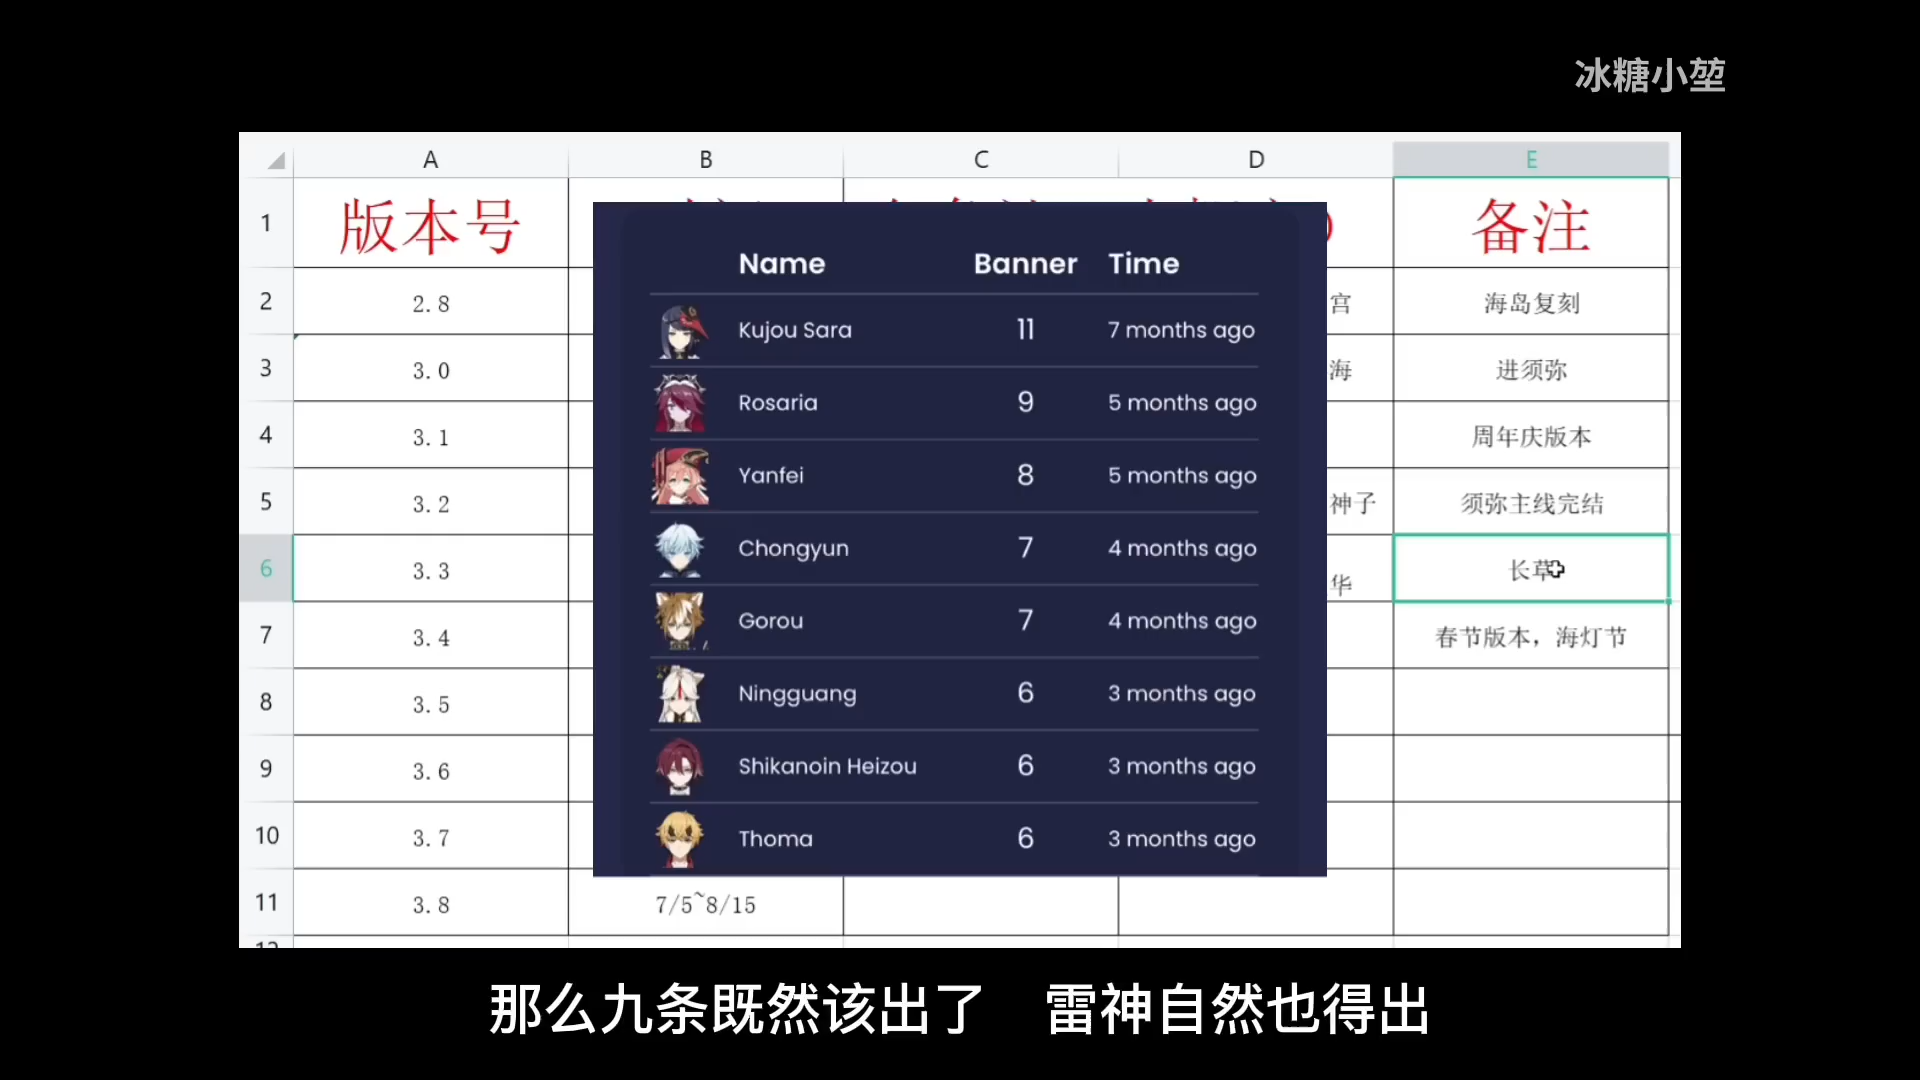 冰糖小堃
A B C D E
1 版本号 备注
2 2.8 宫 海岛复刻
3 3.0 海 进须弥
4 3.1 周年庆版本
5 3.2 神子 须弥主线完结
6 3.3 华 长草
7 3.4 春节版本，海灯节
8 3.5
9 3.6
10 3.7
11 3.8 7/5~8/15
Name Banner Time
Kujou Sara 11 7 months ago
Rosaria 9 5 months ago
Yanfei 8 5 months ago
Chongyun 7 4 months ago
Gorou 7 4 months ago
Ningguang 6 3 months ago
Shikanoin Heizou 6 3 months ago
Thoma 6 3 months ago
那么九条既然该出了 雷神自然也得出